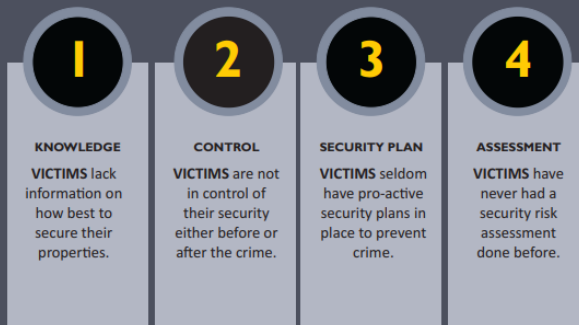 1
KNOWLEDGE
VICTIMS lack
information on
how best to
secure their
properties.
2
CONTROL
VICTIMS are not
in control of
their security
either before or
after the crime.
3
SECURITY PLAN
VICTIMS seldom
have pro-active
security plans in
place to prevent
crime.
4
ASSESSMENT
VICTIMS have
never had a
security risk
assessment
done before.